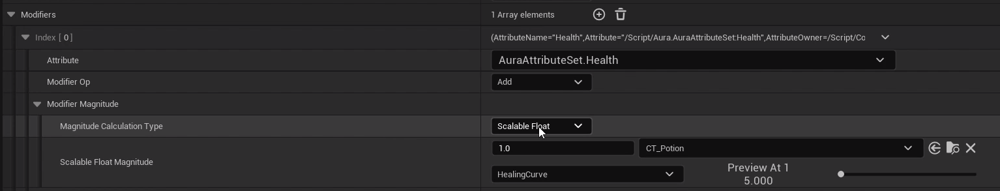 Modifiers
1 Array elements
Index [ 0 ]
(AttributeName="Health",Attribute="/Script/Aura.AuraAttributeSet:Health",AttributeOwner=/Script/Co
Attribute
AuraAttributeSet.Health
Modifier Op
Add
Modifier Magnitude
Magnitude Calculation Type
Scalable Float
Scalable Float Magnitude
1.0
CT_Potion
HealingCurve
Preview At 1
5.000